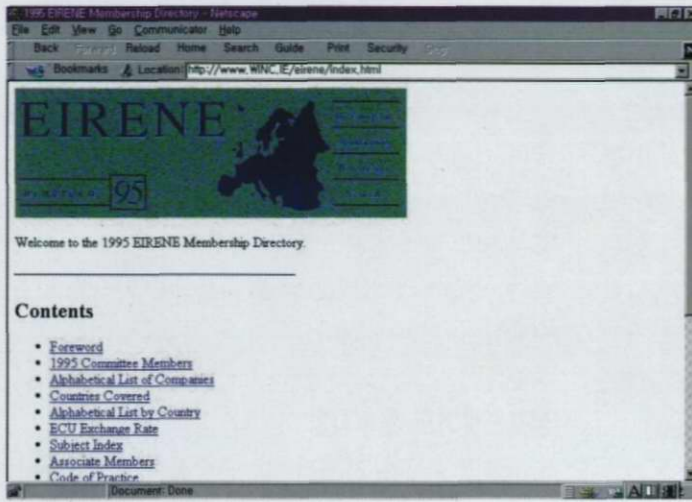 1995 EIRENE Membership Directory - Netscape
File Edit View Go Communicator Help
Back Forward Reload Home Search Guide Print Security Stop
Bookmarks Location: http://www.WINC.IE/eirene/index.html
EIRENE
95
Welcome to the 1995 EIRENE Membership Directory.
Contents
• Foreword
• 1995 Committee Members
• Alphabetical List of Companies
• Countries Covered
• Alphabetical List by Country
• ECU Exchange Rate
• Subject Index
• Associate Members
• Code of Practice
Document: Done